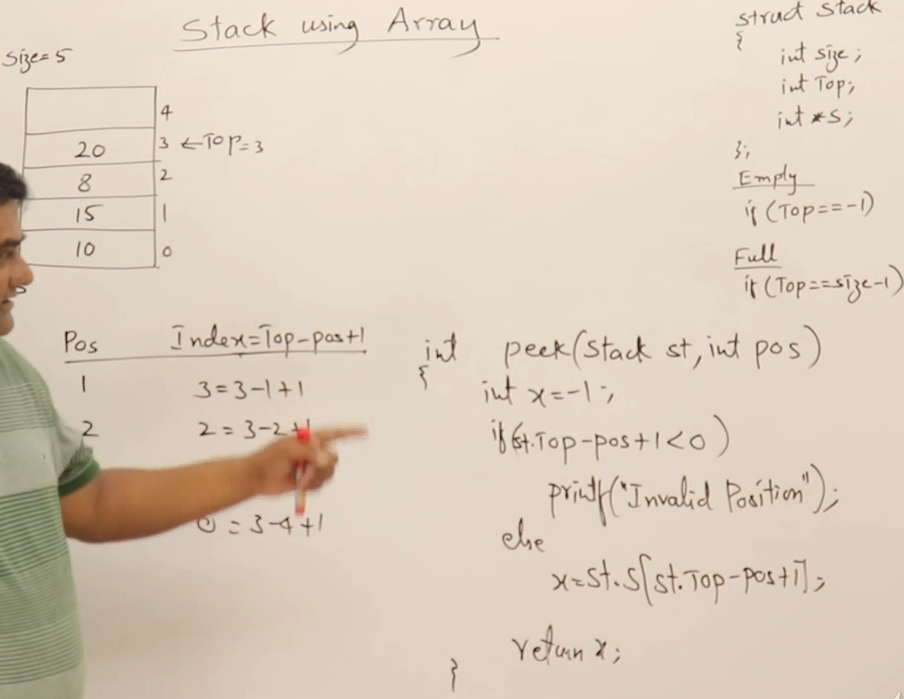 Stack using Array
size=5
4
20 3 ←Top=3
8 2
15 1
10 0
struct Stack
{
int size;
int Top;
int *S;
};
Empty
if (Top==-1)
Full
if (Top==size-1)
Pos Index=Top-pos+1
1 3=3-1+1
2 2=3-2+1
0=3-4+1
int peek(Stack st, int pos)
{
int x=-1;
if(st.Top-pos+1<0)
printf("Invalid Position");
else
x=st.S[st.Top-pos+1];
return x;
}